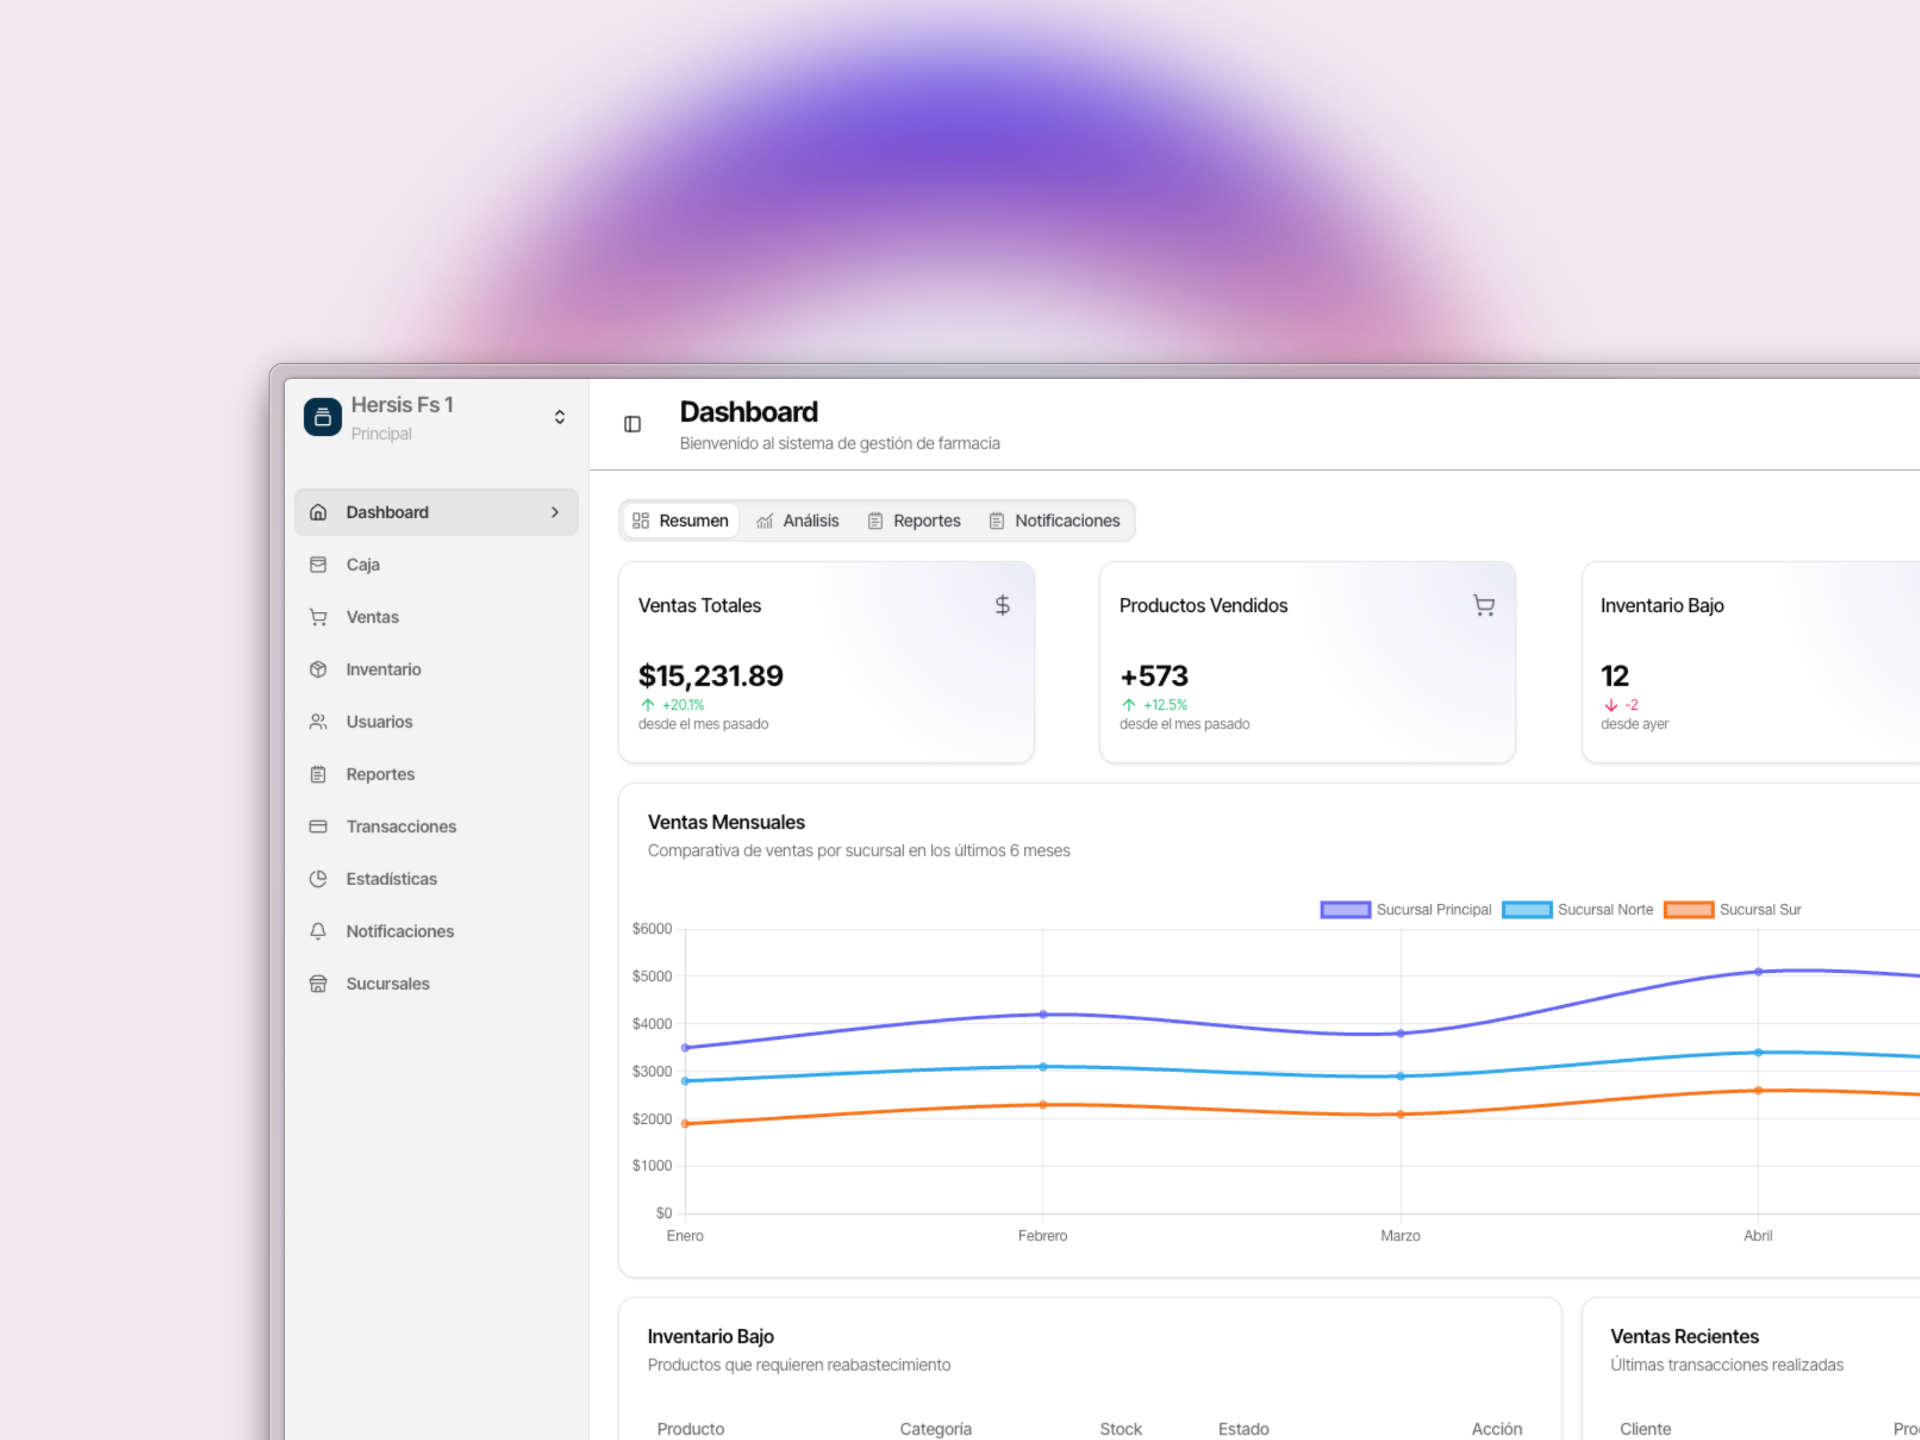 Hersis Fs 1
Principal
Dashboard
Caja
Ventas
Inventario
Usuarios
Reportes
Transacciones
Estadísticas
Notificaciones
Sucursales
Dashboard
Bienvenido al sistema de gestión de farmacia
Resumen Análisis Reportes Notificaciones
Ventas Totales
$15,231.89
+20.1%
desde el mes pasado
Productos Vendidos
+573
+12.5%
desde el mes pasado
Inventario Bajo
12
-2
desde ayer
Ventas Mensuales
Comparativa de ventas por sucursal en los últimos 6 meses
Sucursal Principal Sucursal Norte Sucursal Sur
$6000
$5000
$4000
$3000
$2000
$1000
$0
Enero Febrero Marzo Abril
Inventario Bajo
Productos que requieren reabastecimiento
Producto Categoría Stock Estado Acción
Ventas Recientes
Últimas transacciones realizadas
Cliente